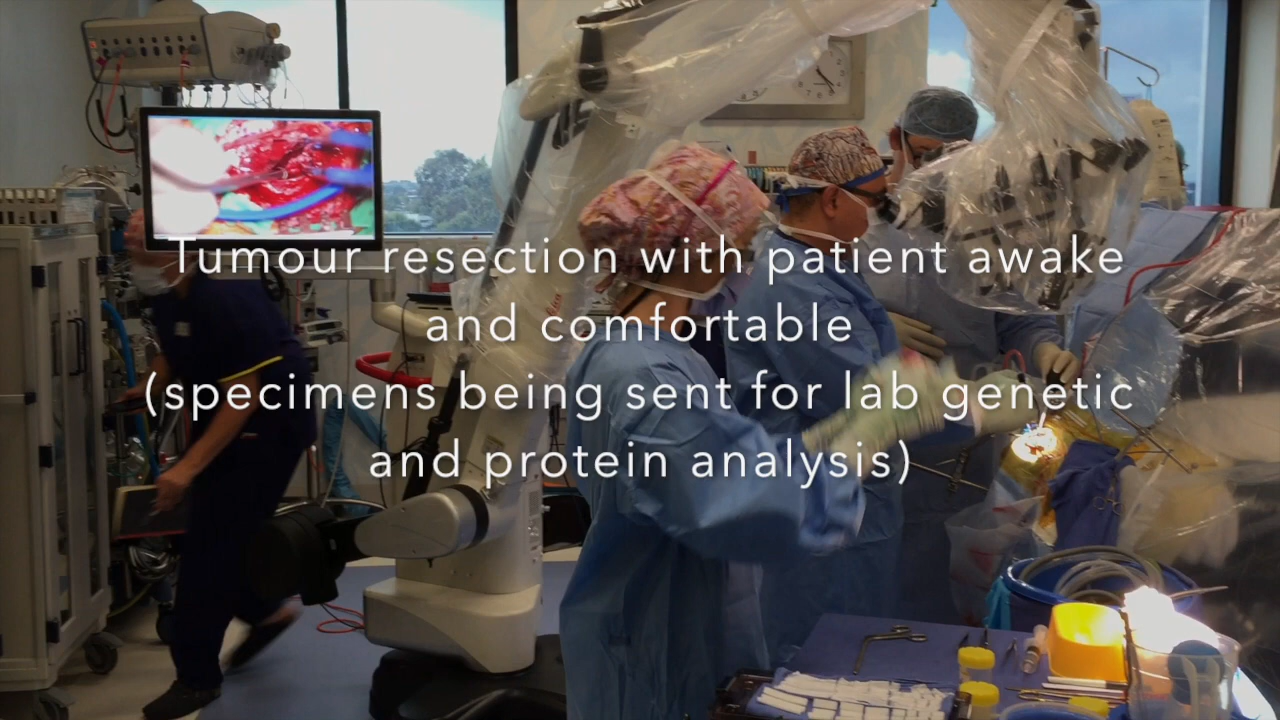 Tumour resection with patient awake
and comfortable
(specimens being sent for lab genetic
and protein analysis)